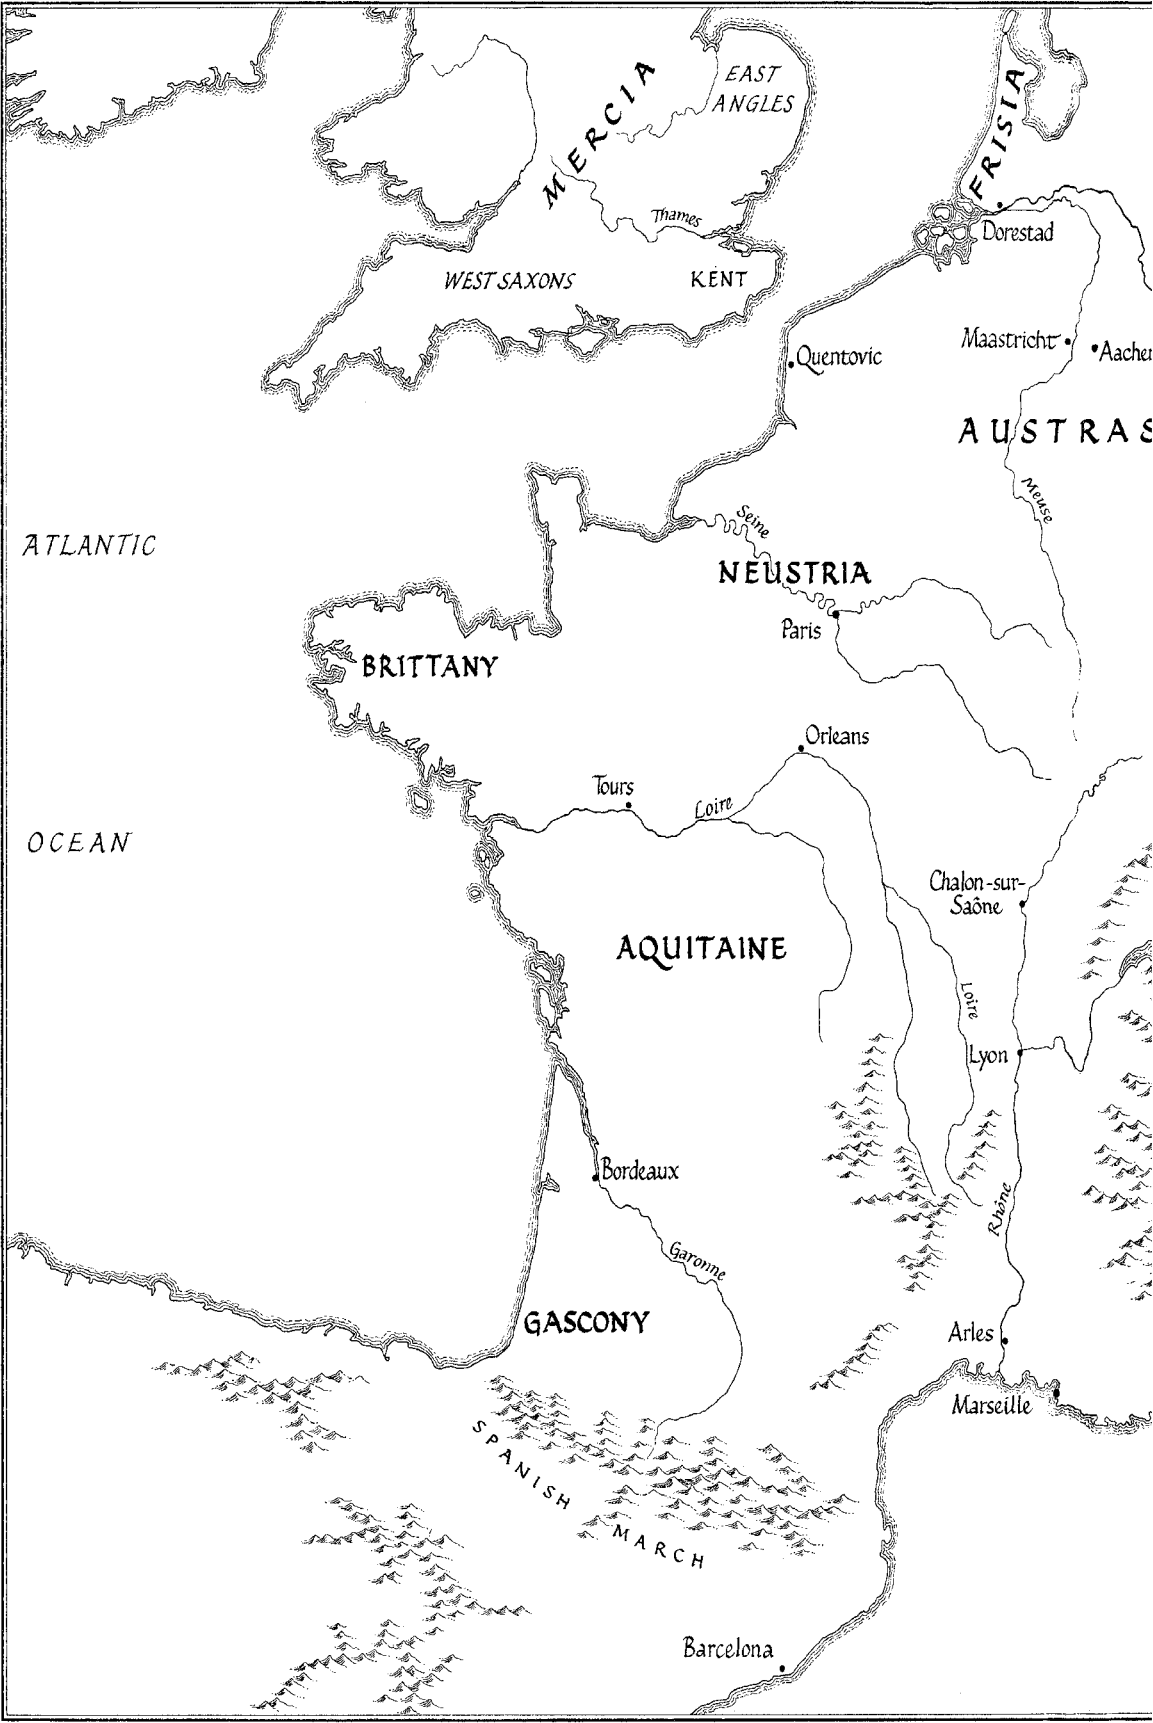 MERCIA
EAST
ANGLES
FRISIA
Thames
Dorestad
WEST SAXONS
KENT
Maastricht
Aachen
Quentovic
AUSTRAS
Meuse
Seine
ATLANTIC
NEUSTRIA
Paris
BRITTANY
Orleans
Tours
Loire
OCEAN
Chalon-sur-
Saône
AQUITAINE
Loire
Lyon
Bordeaux
Rhône
Garonne
GASCONY
Arles
Marseille
SPANISH
MARCH
Barcelona